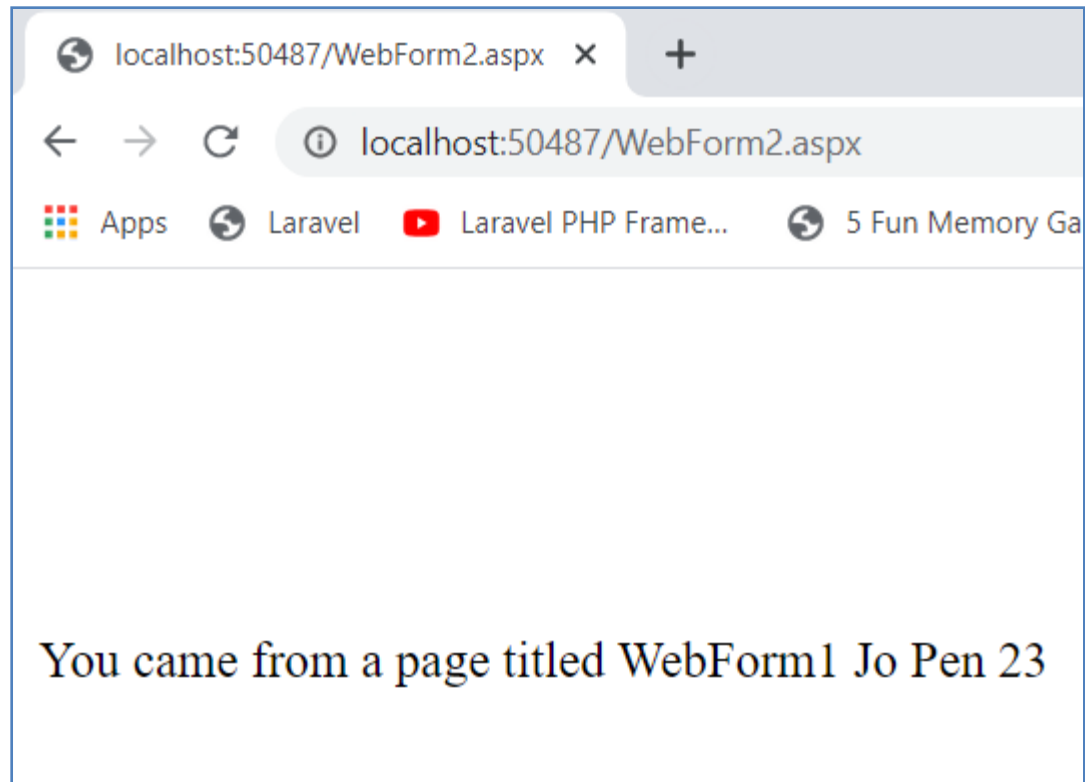 localhost:50487/WebForm2.aspx
localhost:50487/WebForm2.aspx
Apps Laravel Laravel PHP Frame... 5 Fun Memory Ga
You came from a page titled WebForm1 Jo Pen 23